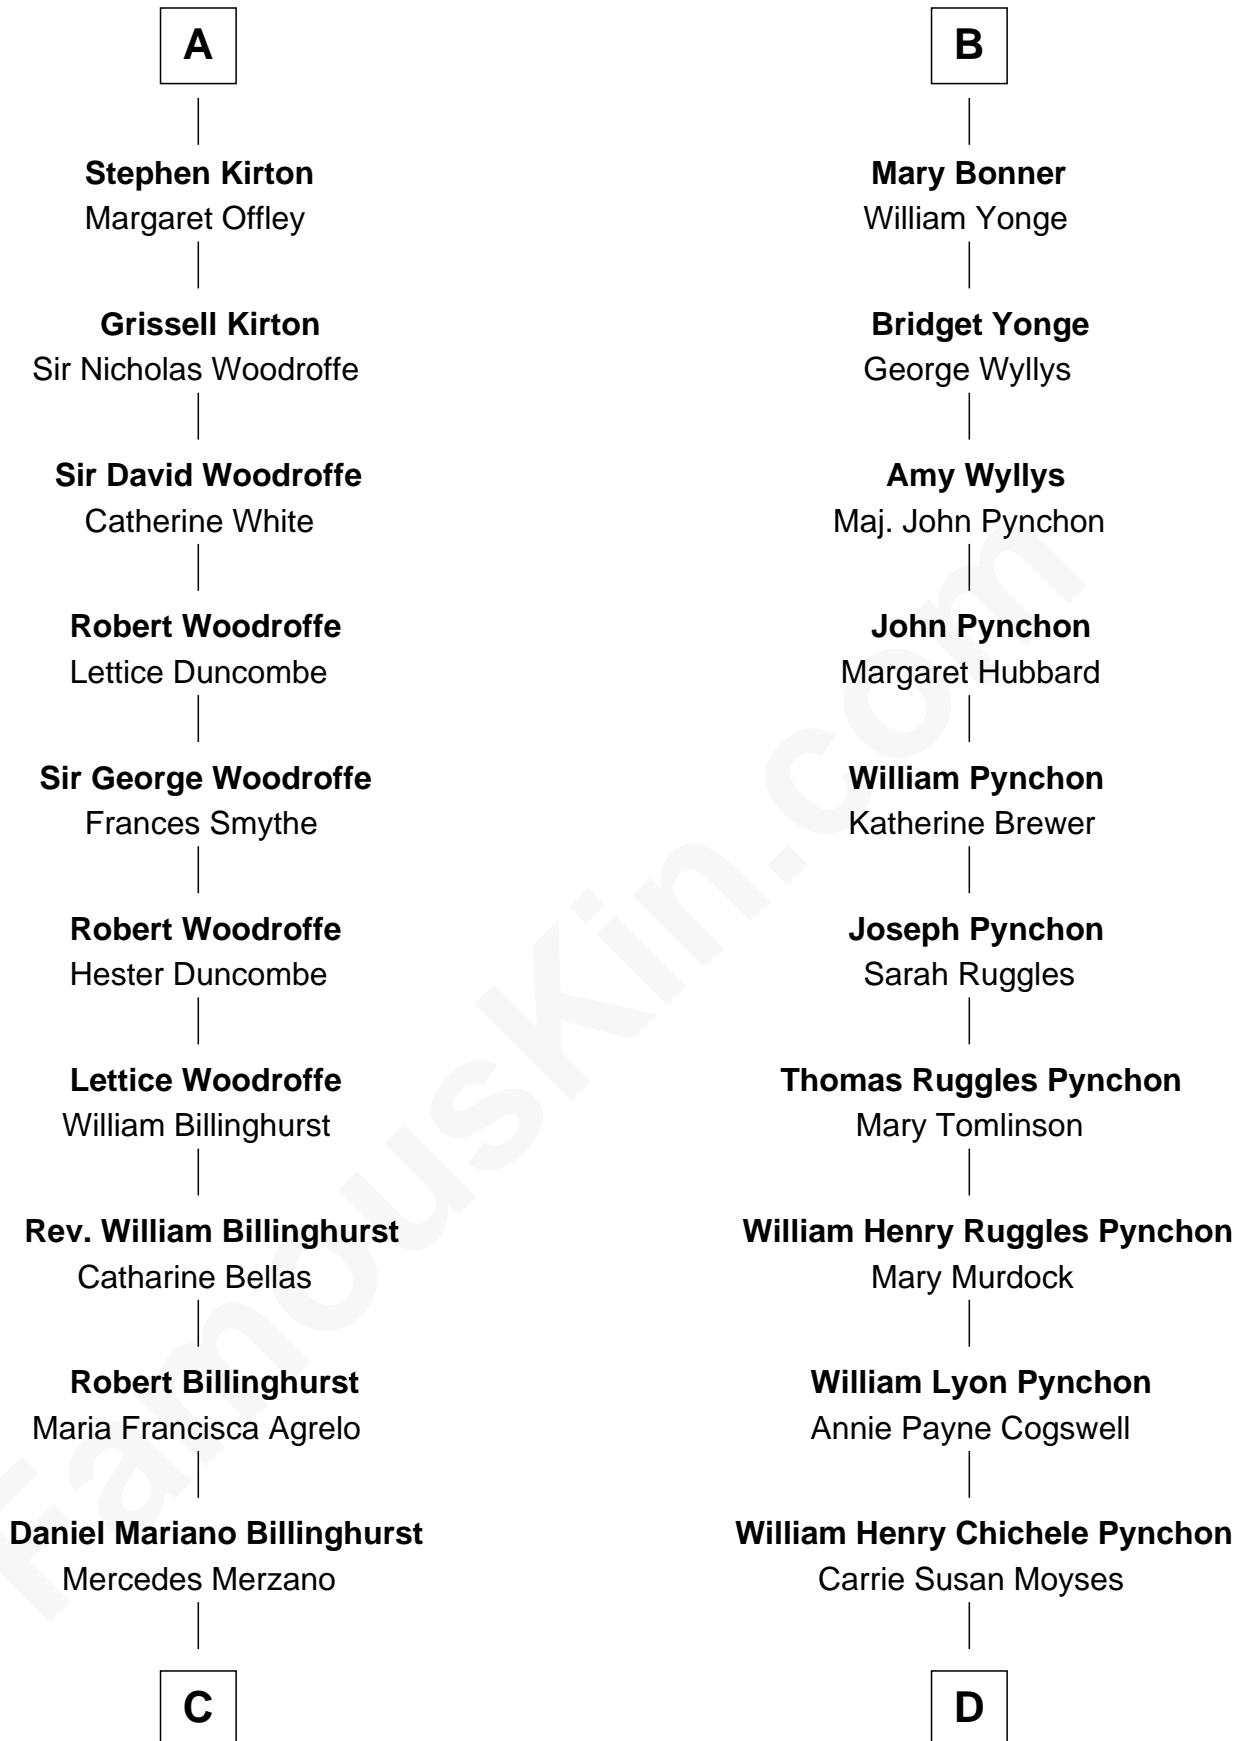 A
Stephen Kirton
Margaret Offley
Grissell Kirton
Sir Nicholas Woodroffe
Sir David Woodroffe
Catherine White
Robert Woodroffe
Lettice Duncombe
Sir George Woodroffe
Frances Smythe
Robert Woodroffe
Hester Duncombe
Lettice Woodroffe
William Billinghurst
Rev. William Billinghurst
Catharine Bellas
Robert Billinghurst
Maria Francisca Agrelo
Daniel Mariano Billinghurst
Mercedes Merzano
C
B
Mary Bonner
William Yonge
Bridget Yonge
George Wyllys
Amy Wyllys
Maj. John Pynchon
John Pynchon
Margaret Hubbard
William Pynchon
Katherine Brewer
Joseph Pynchon
Sarah Ruggles
Thomas Ruggles Pynchon
Mary Tomlinson
William Henry Ruggles Pynchon
Mary Murdock
William Lyon Pynchon
Annie Payne Cogswell
William Henry Chichele Pynchon
Carrie Susan Moyses
D
FamousKin.com